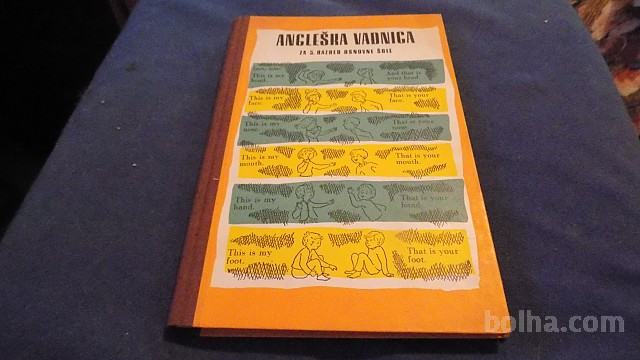 ANGLEŠKA VADNICA
ZA 5. RAZRED OSNOVNE ŠOLE
This is my
head.
And that is
your head.
This is my
face.
That is your
face.
This is my
nose.
That is your
nose.
This is my
mouth.
That is your
mouth.
This is my
hand.
That is your
hand.
This is my
foot.
That is your
foot.
bolha.com